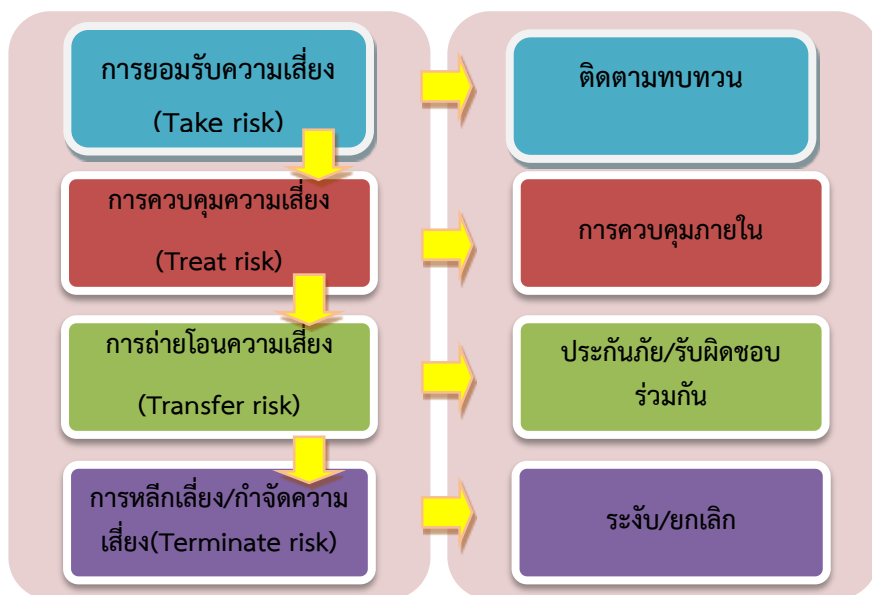 การยอมรับความเสี่ยง
(Take risk)
ติดตามทบทวน
การควบคุมความเสี่ยง
(Treat risk)
การควบคุมภายใน
การถ่ายโอนความเสี่ยง
(Transfer risk)
ประกันภัย/รับผิดชอบ
ร่วมกัน
การหลีกเลี่ยง/กำจัดความ
เสี่ยง(Terminate risk)
ระงับ/ยกเลิก